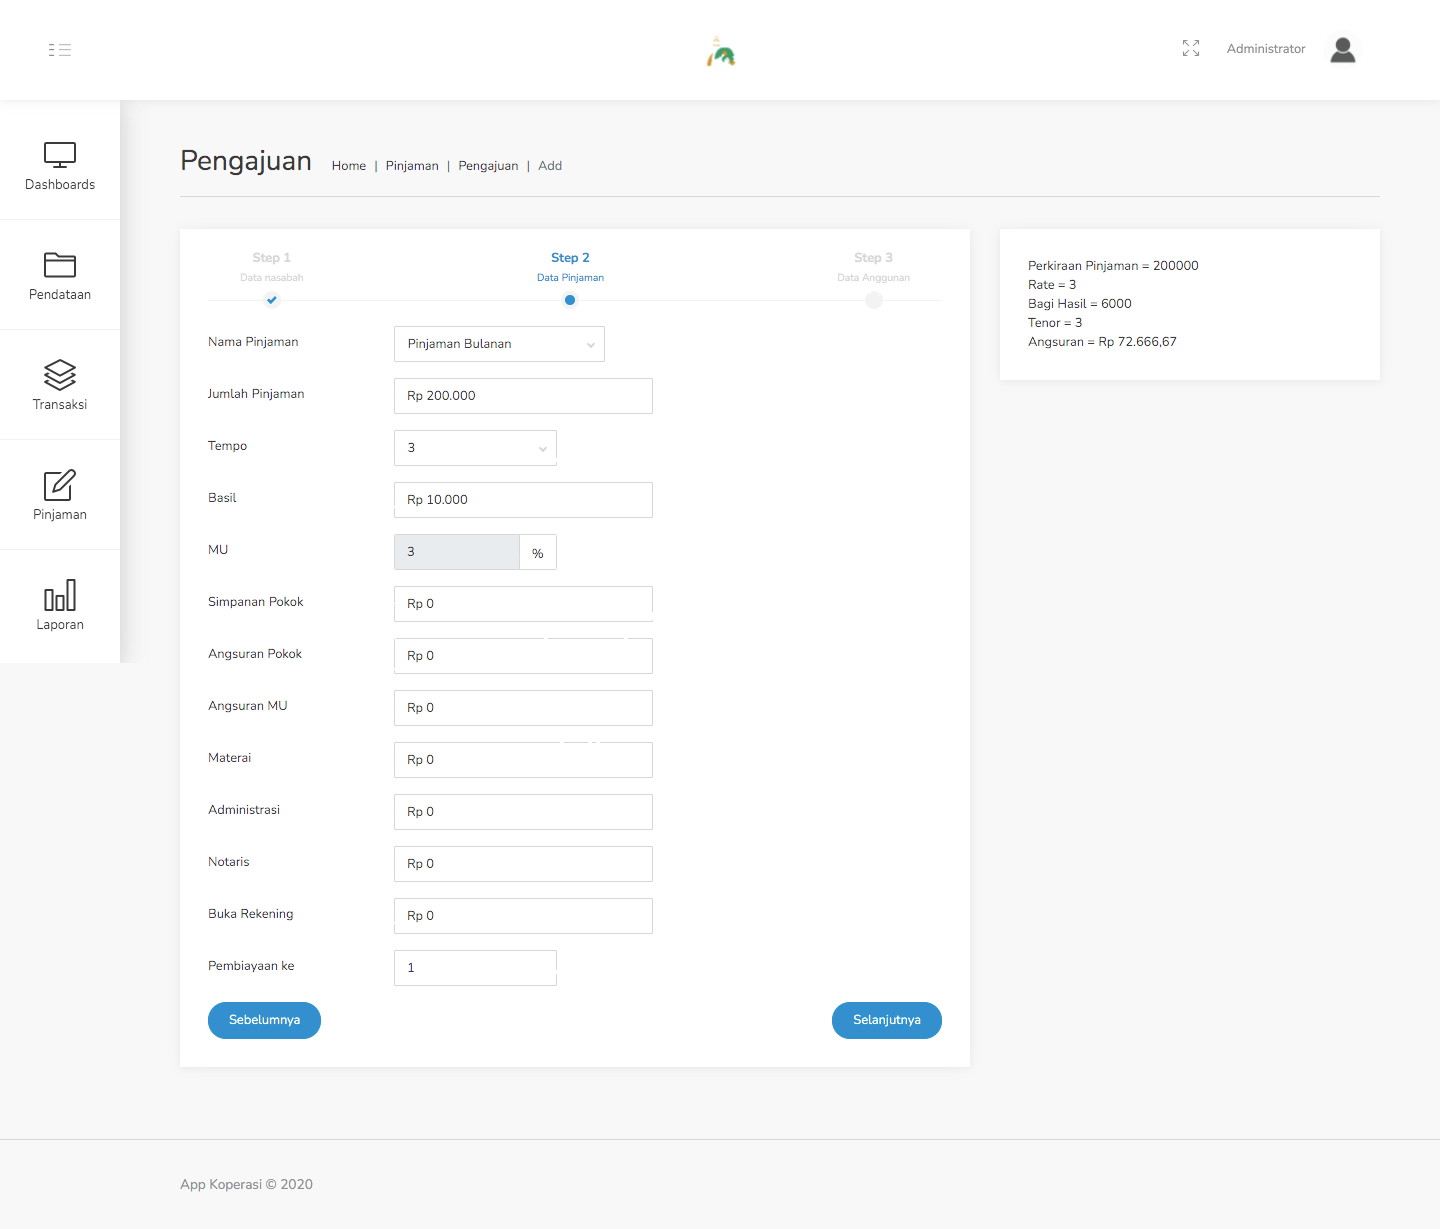 Administrator
Dashboards
Pendataan
Transaksi
Pinjaman
Laporan
Pengajuan
Home | Pinjaman | Pengajuan | Add
Step 1
Data nasabah
Step 2
Data Pinjaman
Step 3
Data Anggunan
Nama Pinjaman Pinjaman Bulanan
Jumlah Pinjaman Rp 200.000
Tempo 3
Basil Rp 10.000
MU 3 %
Simpanan Pokok Rp 0
Angsuran Pokok Rp 0
Angsuran MU Rp 0
Materai Rp 0
Administrasi Rp 0
Notaris Rp 0
Buka Rekening Rp 0
Pembiayaan ke 1
Sebelumnya Selanjutnya
Perkiraan Pinjaman = 200000
Rate = 3
Bagi Hasil = 6000
Tenor = 3
Angsuran = Rp 72.666,67
App Koperasi © 2020